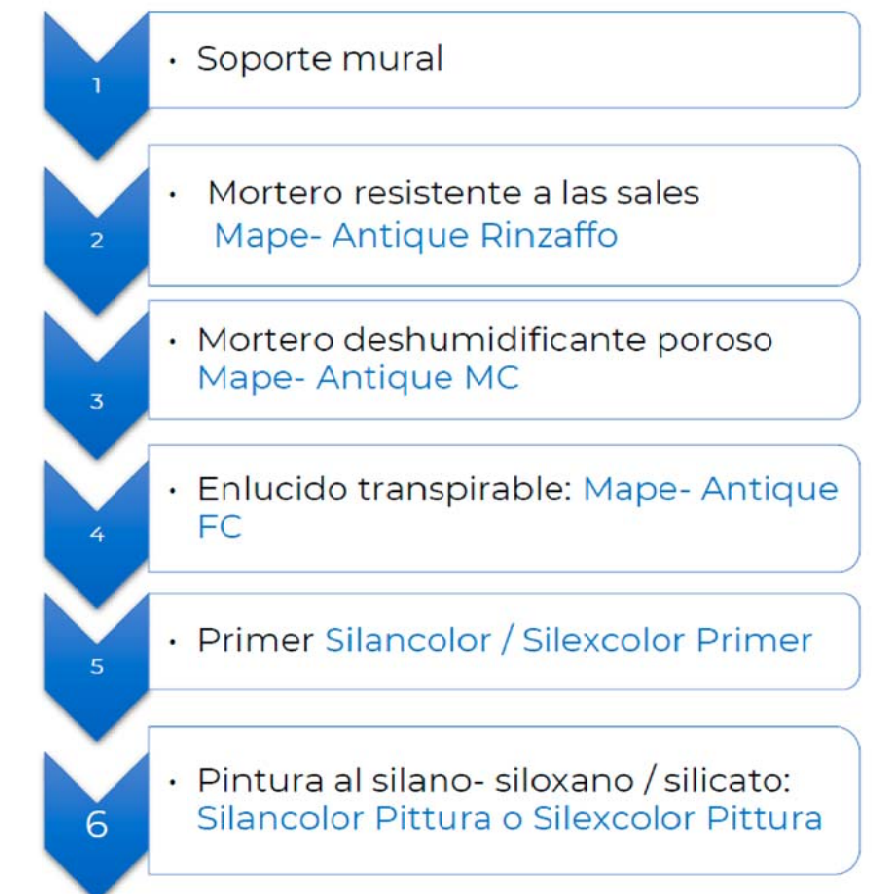 1
• Soporte mural
2
• Mortero resistente a las sales
Mape- Antique Rinzaffo
3
• Mortero deshumidificante poroso
Mape- Antique MC
4
• Enlucido transpirable: Mape- Antique
FC
5
• Primer Silancolor / Silexcolor Primer
6
• Pintura al silano- siloxano / silicato:
Silancolor Pittura o Silexcolor Pittura